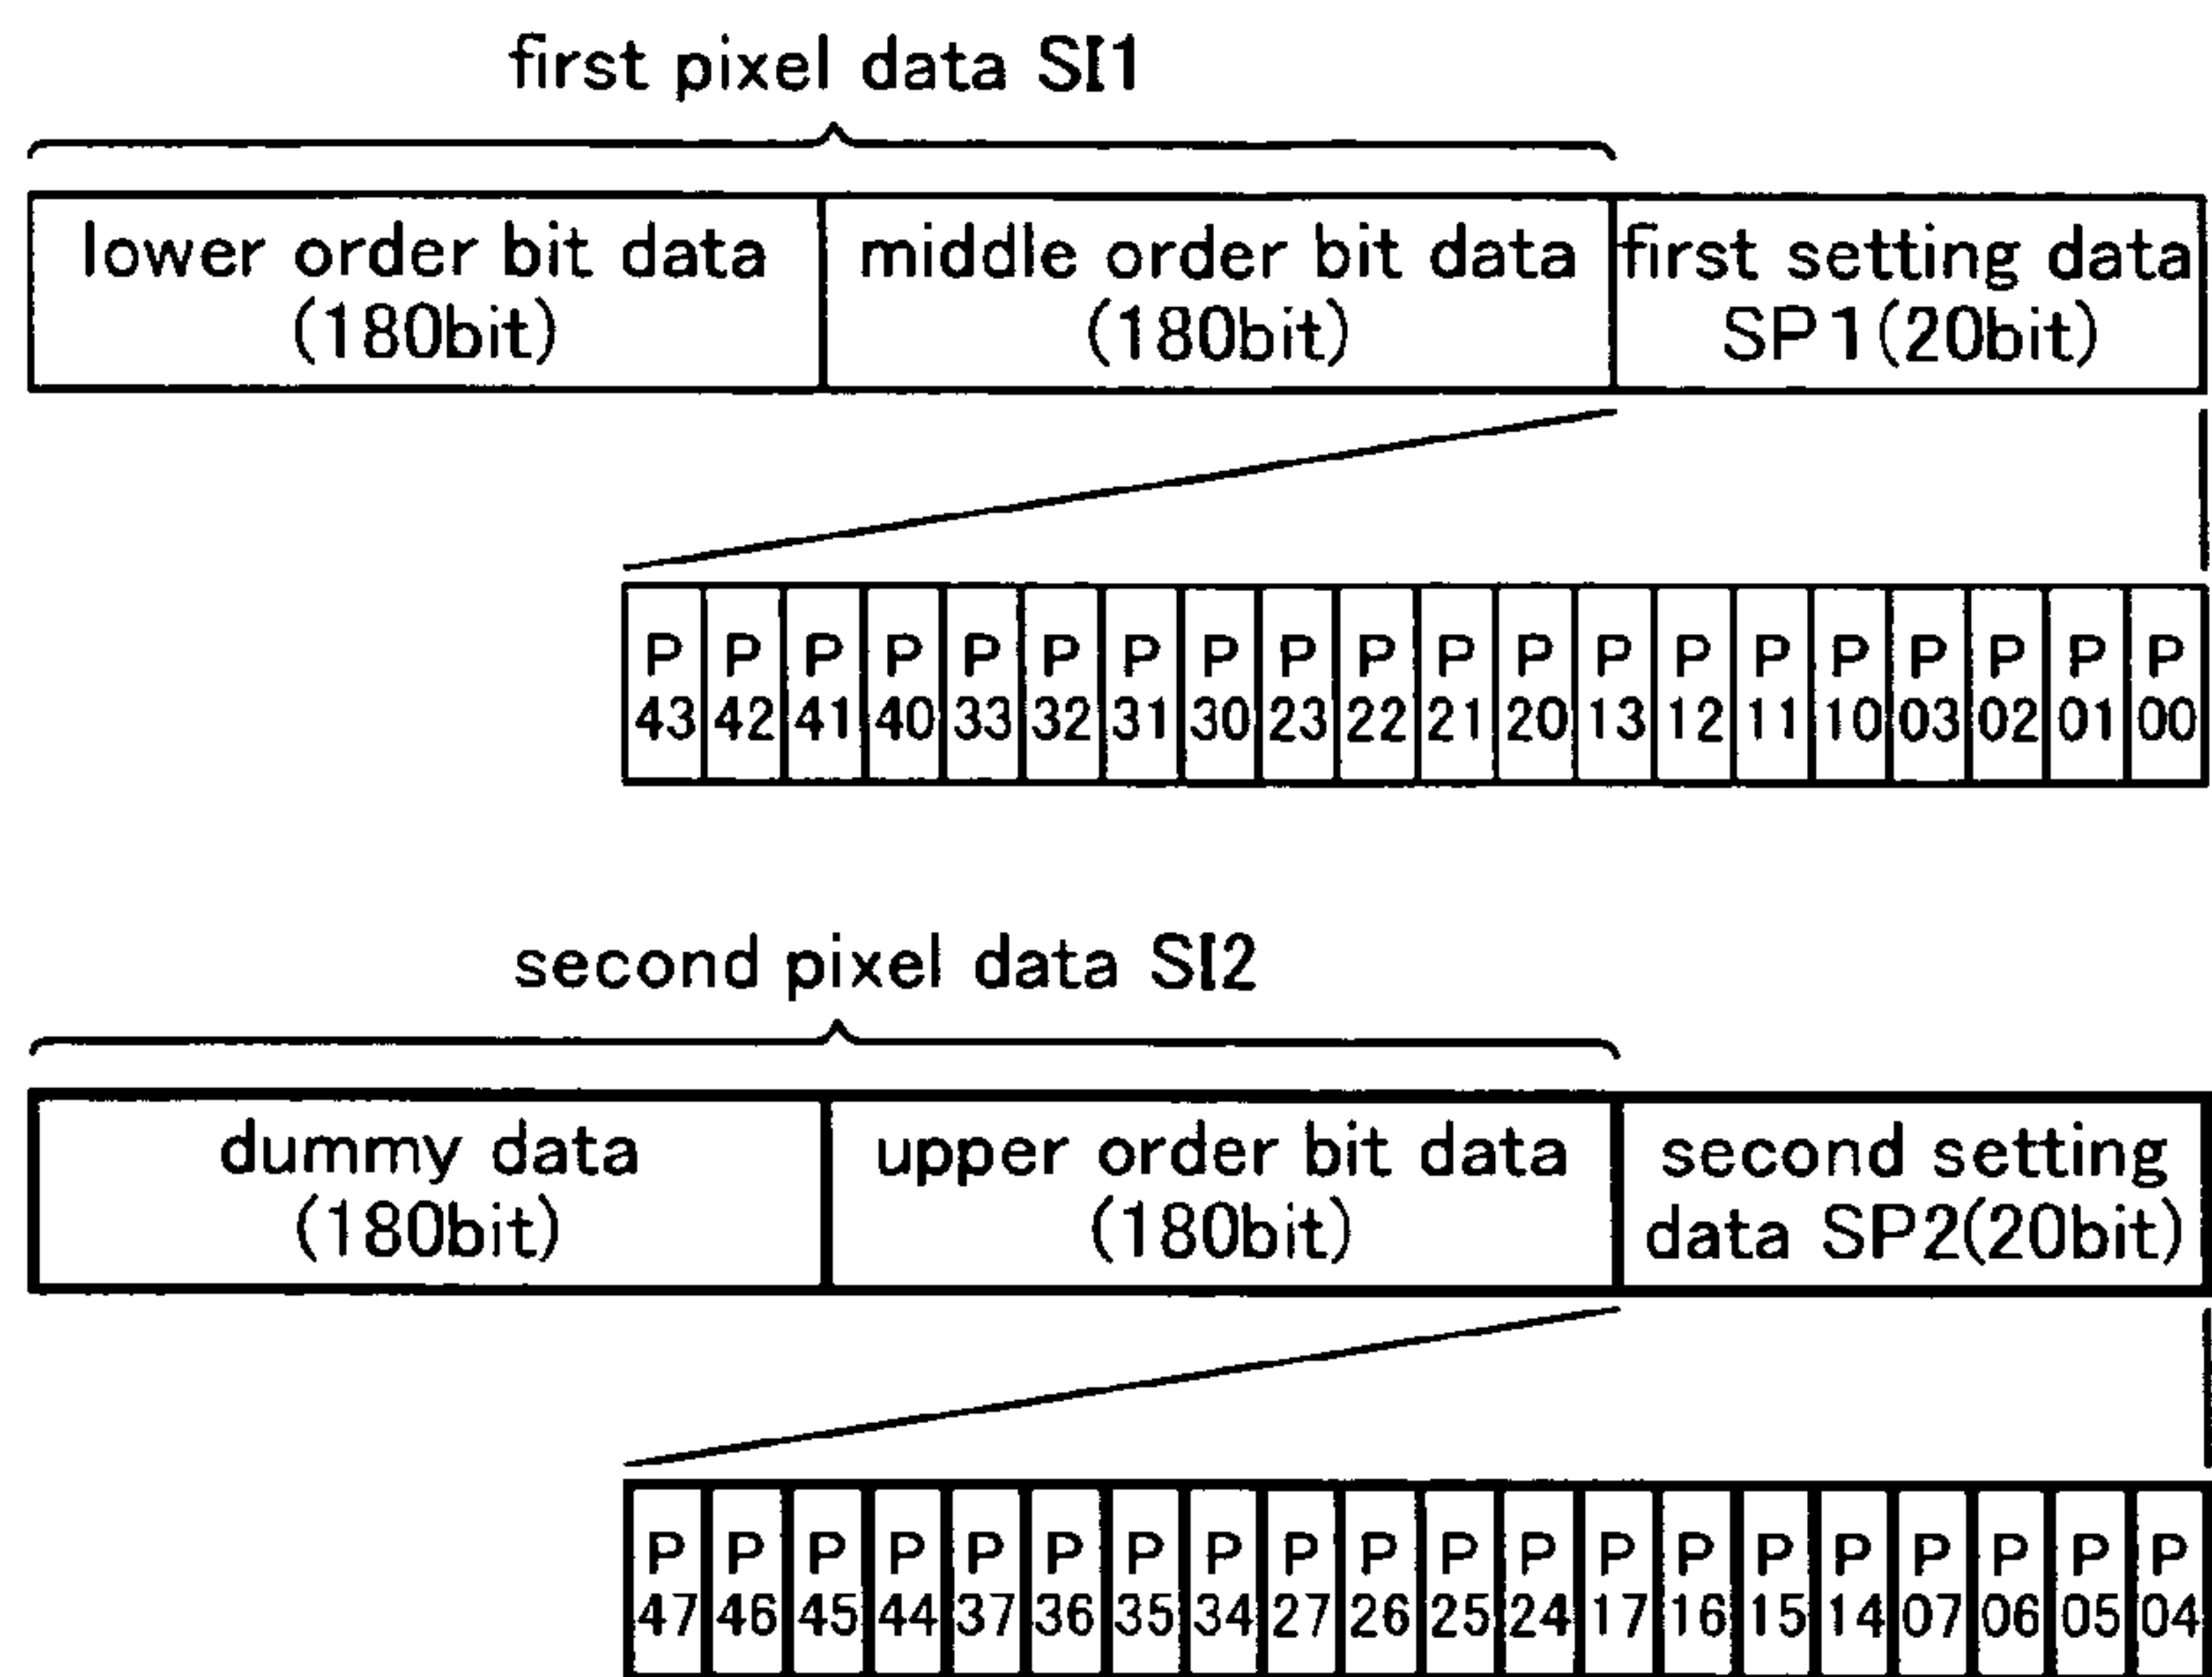 first pixel data SI1
lower order bit data middle order bit data first setting data
(180bit) (180bit) SP1(20bit)
P P P P P P P P P P P P P P P P P P P P
43 42 41 40 33 32 31 30 23 22 21 20 13 12 11 10 03 02 01 00
second pixel data SI2
dummy data upper order bit data second setting
(180bit) (180bit) data SP2(20bit)
P P P P P P P P P P P P P P P P P P P P
47 46 45 44 37 36 35 34 27 26 25 24 17 16 15 14 07 06 05 04